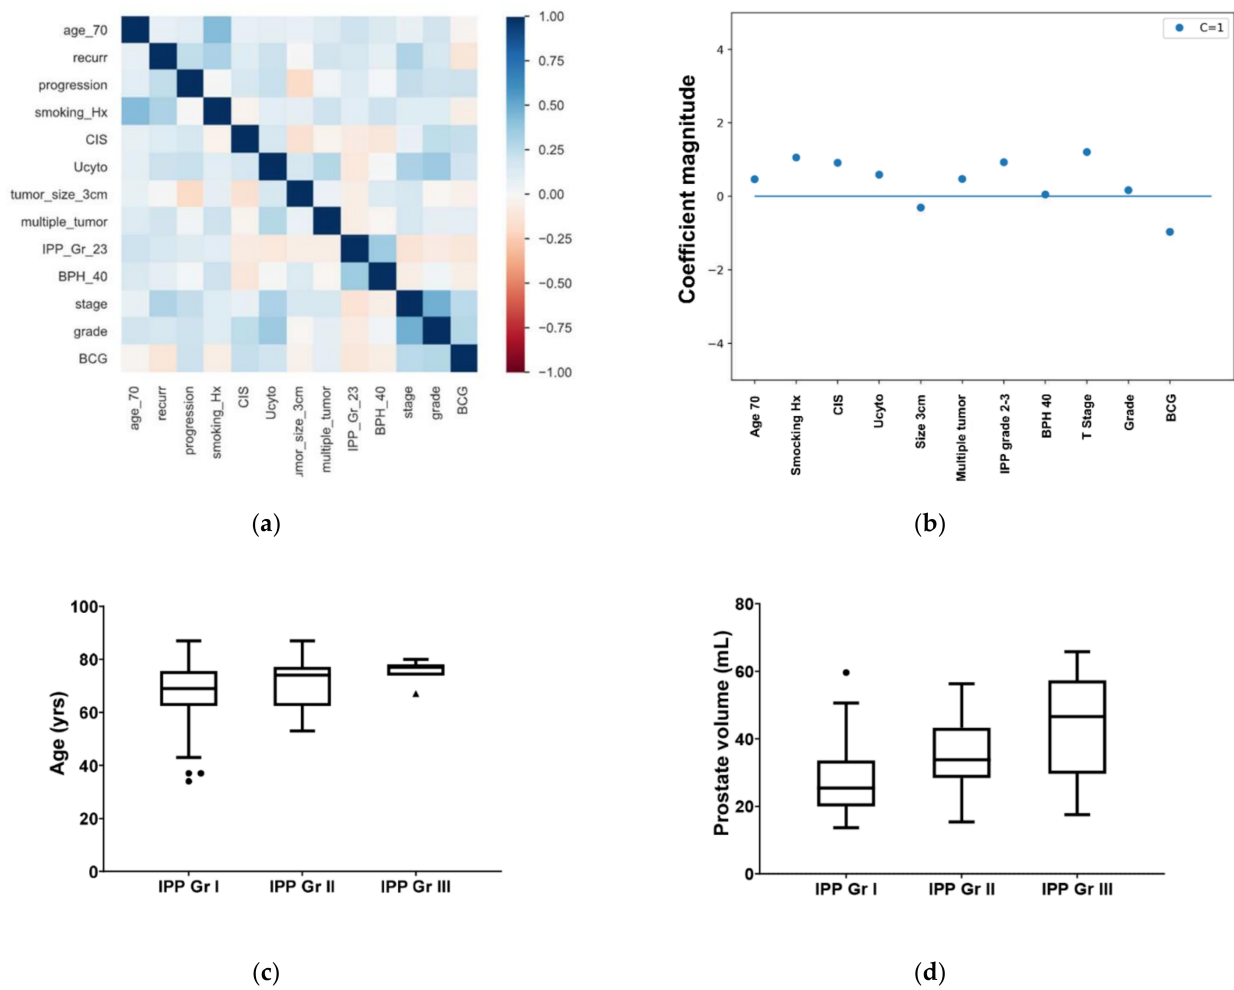 age_70
recurr
progression
smoking_Hx
CIS
Ucyto
tumor_size_3cm
multiple_tumor
IPP_Gr_23
BPH_40
stage
grade
BCG
age_70
recurr
progression
smoking_Hx
CIS
Ucyto
umor_size_3cm
multiple_tumor
IPP_Gr_23
BPH_40
stage
grade
BCG
1.00
0.75
0.50
0.25
0.00
−0.25
−0.50
−0.75
−1.00
(a)
C=1
Coefficient magnitude
4
2
0
−2
−4
Age 70
Smocking Hx
CIS
Ucyto
Size 3cm
Multiple tumor
IPP grade 2-3
BPH 40
T Stage
Grade
BCG
(b)
Age (yrs)
100
80
60
40
20
0
IPP Gr I
IPP Gr II
IPP Gr III
(c)
Prostate volume (mL)
80
60
40
20
0
IPP Gr I
IPP Gr II
IPP Gr III
(d)